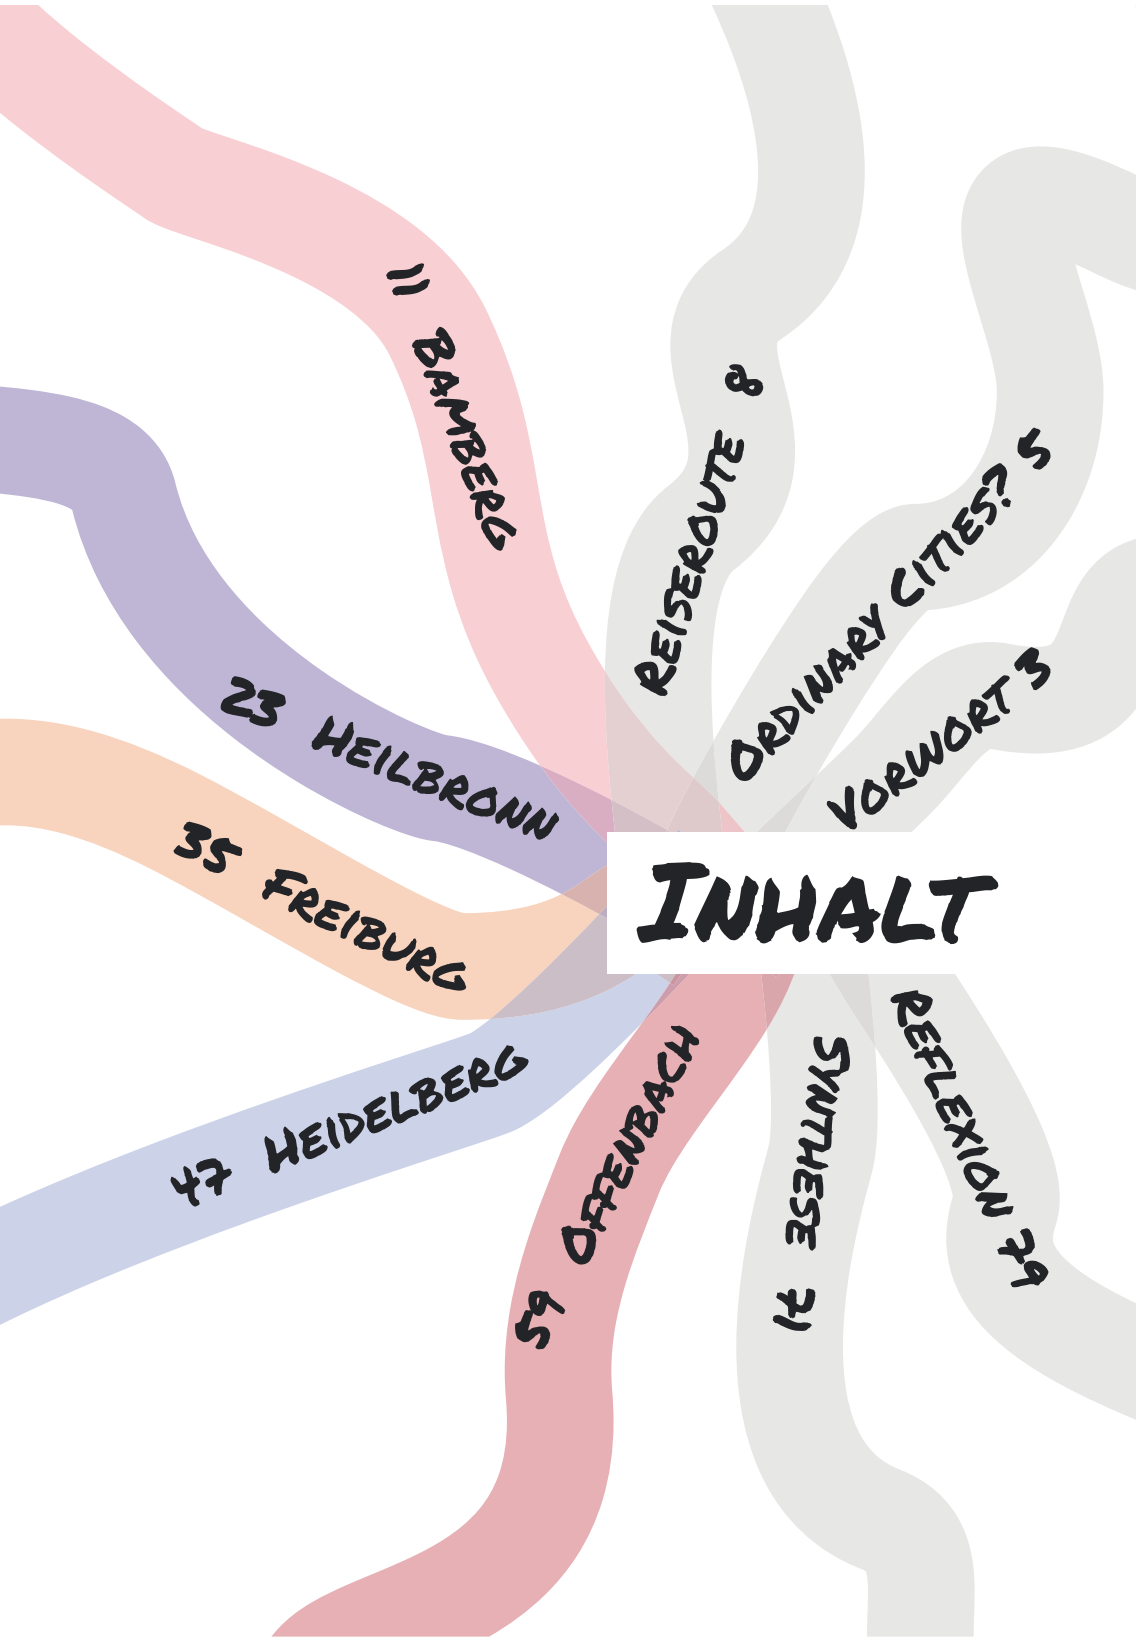 INHALT
VORWORT 3
ORDINARY CITIES? 5
REISEROUTE 8
11 BAMBERG
23 HEILBRONN
35 FREIBURG
47 HEIDELBERG
59 OFFENBACH
SYNTHESE 71
REFLEXION 79